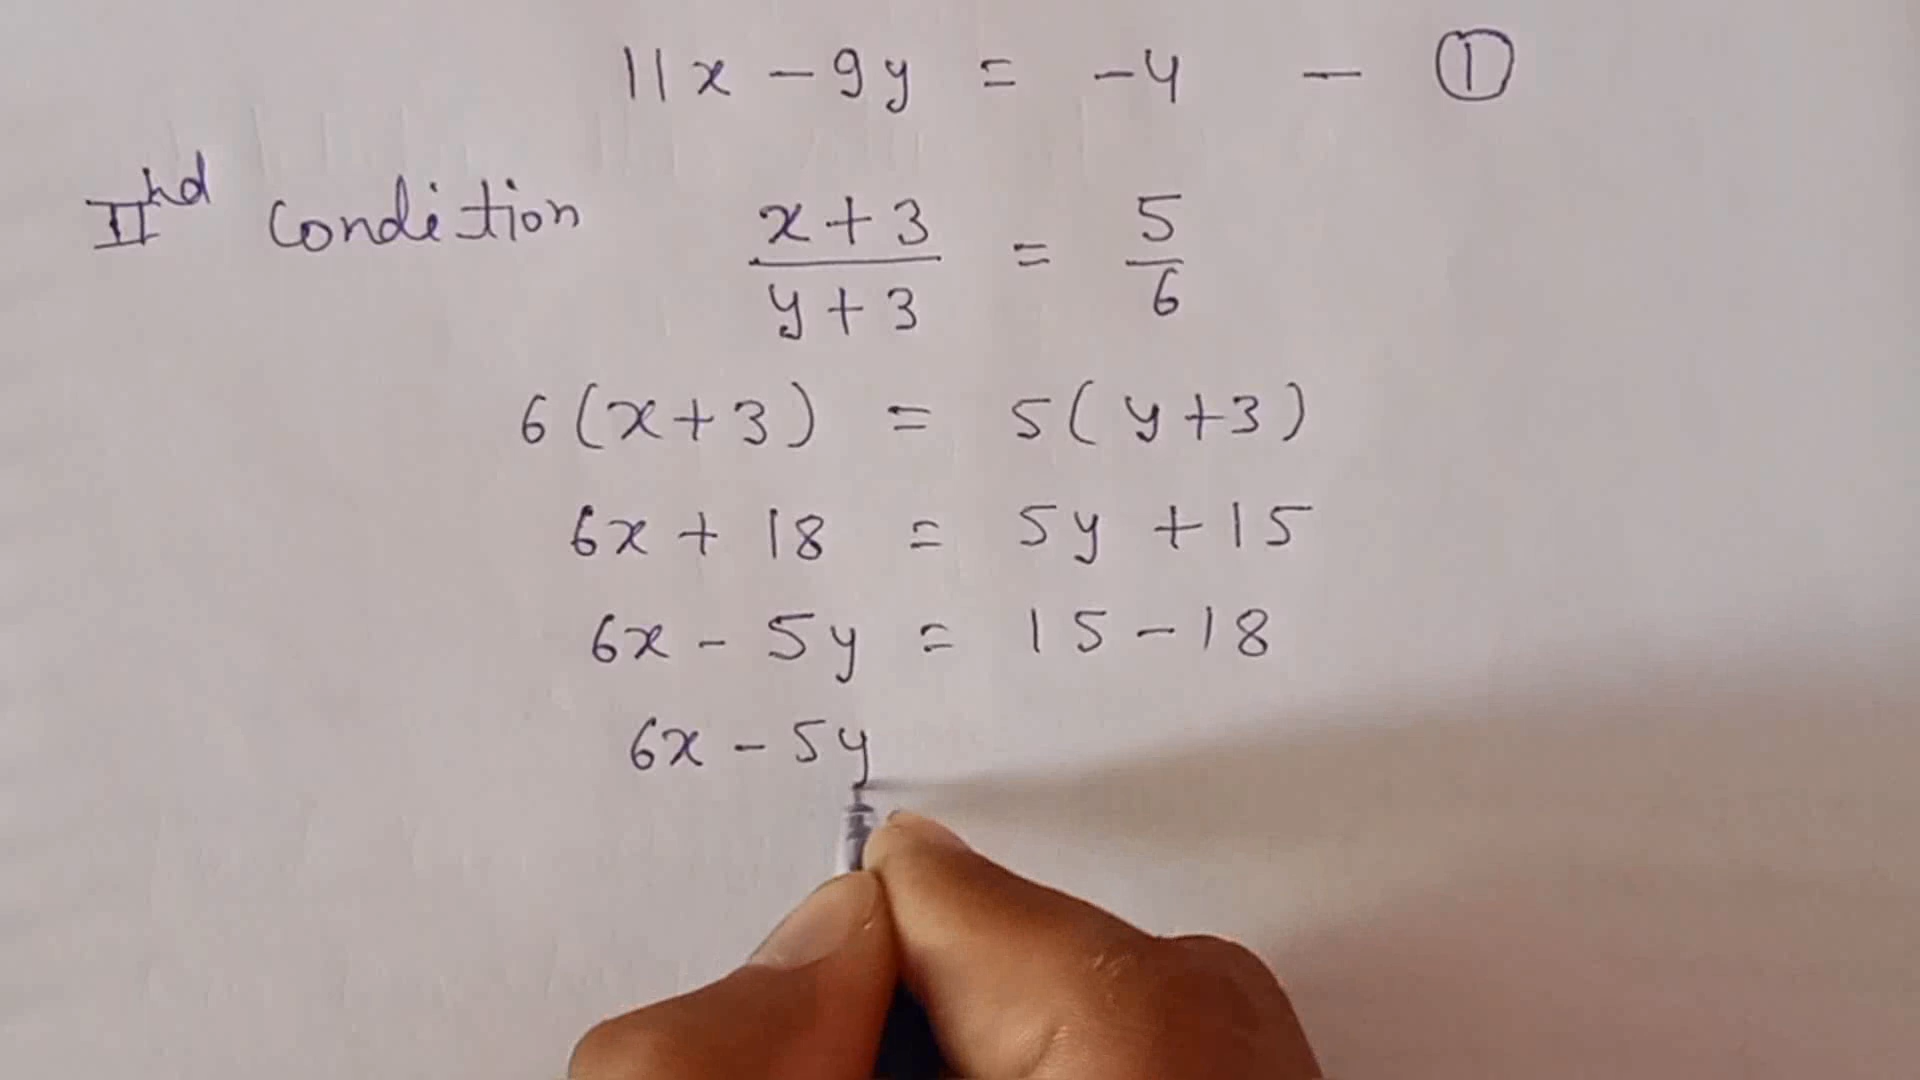 11x - 9y = -4 - ①
IInd Condition x+3/y+3 = 5/6
6(x+3) = 5(y+3)
6x + 18 = 5y + 15
6x - 5y = 15 - 18
6x - 5y